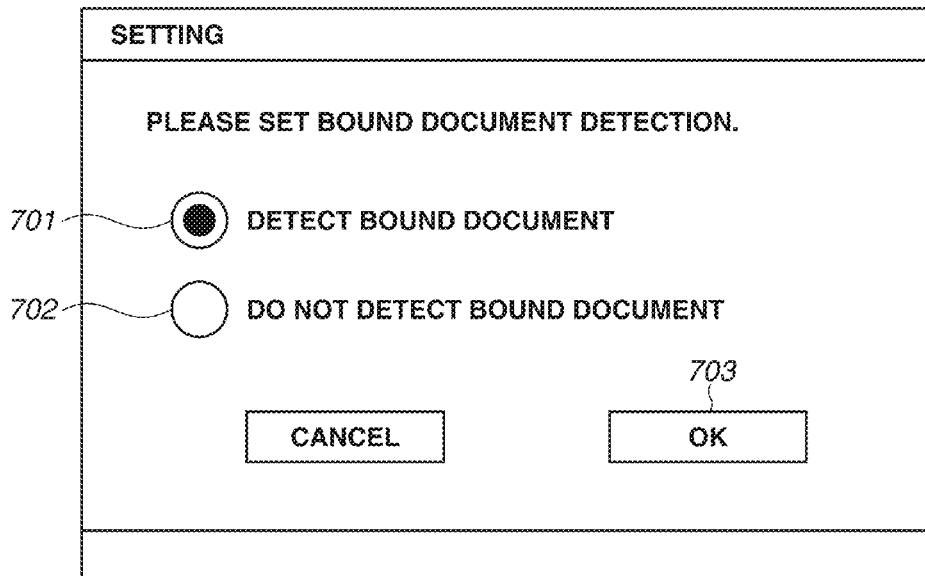 SETTING
PLEASE SET BOUND DOCUMENT DETECTION.
701 DETECT BOUND DOCUMENT
702 DO NOT DETECT BOUND DOCUMENT
703
CANCEL OK